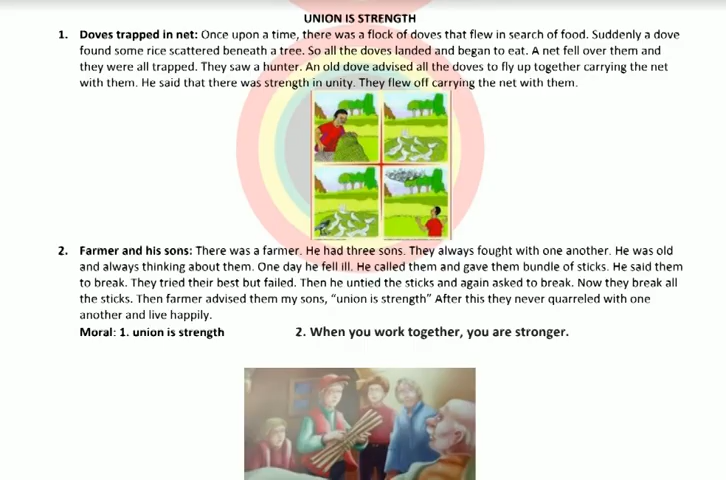 UNION IS STRENGTH
1. Doves trapped in net: Once upon a time, there was a flock of doves that flew in search of food. Suddenly a dove
found some rice scattered beneath a tree. So all the doves landed and began to eat. A net fell over them and
they were all trapped. They saw a hunter. An old dove advised all the doves to fly up together carrying the net
with them. He said that there was strength in unity. They flew off carrying the net with them.
2. Farmer and his sons: There was a farmer. He had three sons. They always fought with one another. He was old
and always thinking about them. One day he fell ill. He called them and gave them bundle of sticks. He said them
to break. They tried their best but failed. Then he untied the sticks and again asked to break. Now they break all
the sticks. Then farmer advised them my sons, “union is strength” After this they never quarreled with one
another and live happily.
Moral: 1. union is strength 2. When you work together, you are stronger.